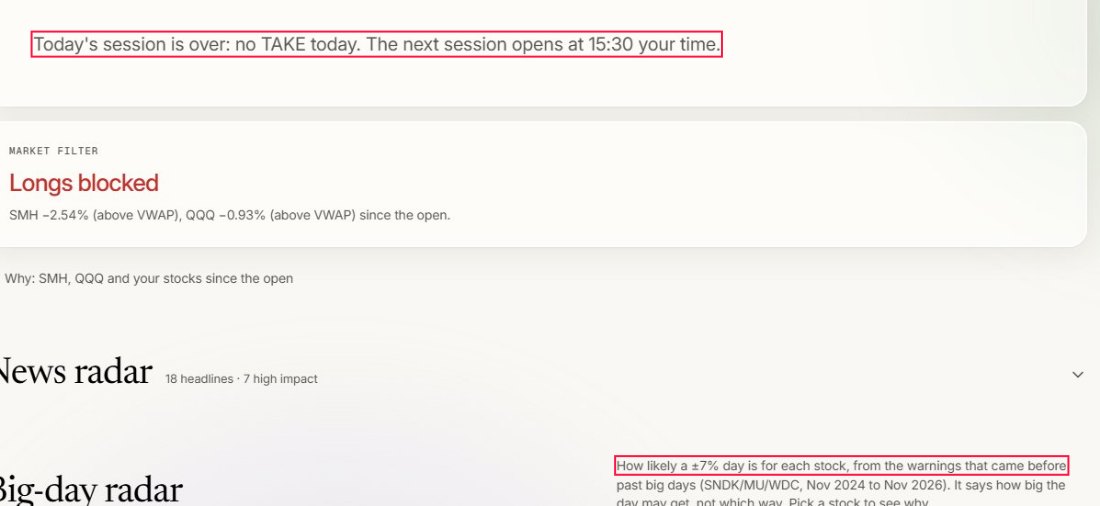 Today's session is over: no TAKE today. The next session opens at 15:30 your time.
MARKET FILTER
Longs blocked
SMH −2.54% (above VWAP), QQQ −0.93% (above VWAP) since the open.
Why: SMH, QQQ and your stocks since the open
News radar 18 headlines · 7 high impact
Big-day radar
How likely a ±7% day is for each stock, from the warnings that came before
past big days (SNDK/MU/WDC, Nov 2024 to Nov 2026). It says how big the
day may get, not which way. Pick a stock to see why.